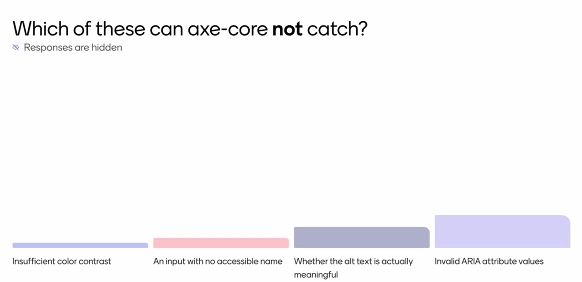 Which of these can axe-core not catch?
Responses are hidden
Insufficient color contrast
An input with no accessible name
Whether the alt text is actually
meaningful
Invalid ARIA attribute values